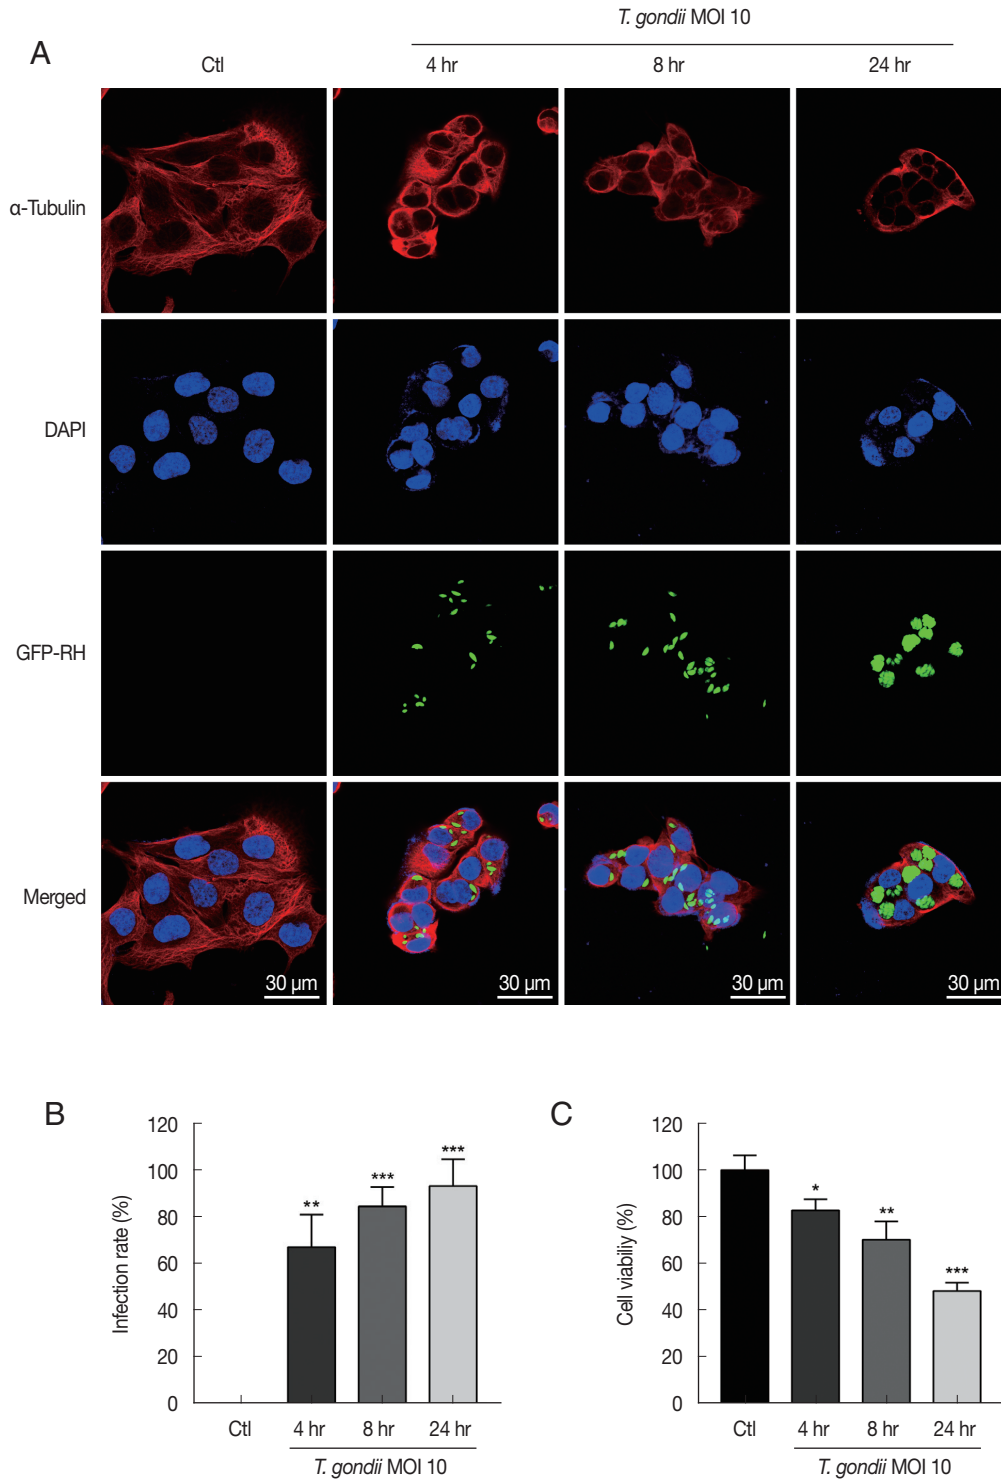 T. gondii MOI 10
A
Ctl 4 hr 8 hr 24 hr
α-Tubulin
DAPI
GFP-RH
Merged
30 µm 30 µm 30 µm 30 µm
B
120
100
80
60
40
20
0
Infection rate (%)
** *** ***
Ctl 4 hr 8 hr 24 hr
T. gondii MOI 10
C
120
100
80
60
40
20
0
Cell viabiliy (%)
* ** ***
Ctl 4 hr 8 hr 24 hr
T. gondii MOI 10